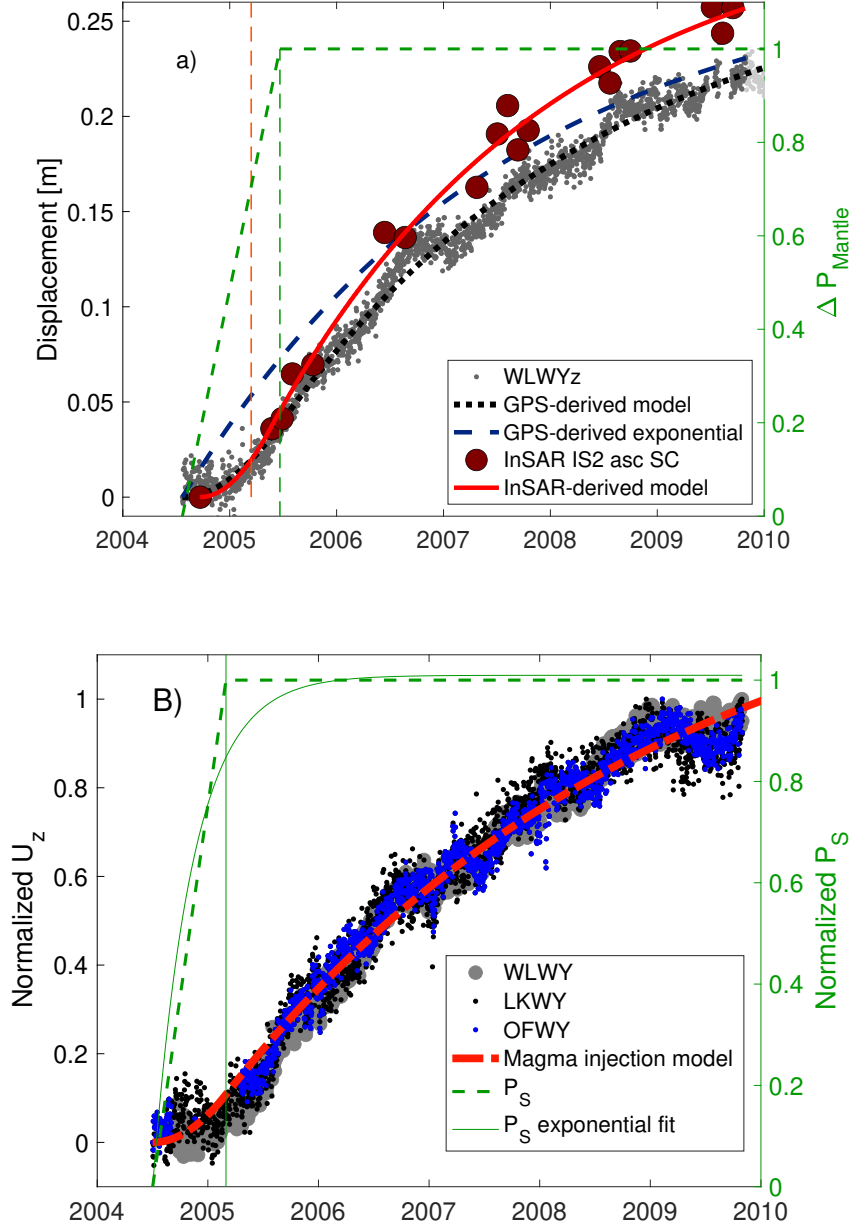 a)
0.25
0.2
0.15
0.1
0.05
0
Displacement [m]
1
0.8
0.6
0.4
0.2
0
Δ P_Mantle
WLWYz
GPS-derived model
GPS-derived exponential
InSAR IS2 asc SC
InSAR-derived model
2004 2005 2006 2007 2008 2009 2010
B)
1
0.8
0.6
0.4
0.2
0
Normalized U_z
1
0.8
0.6
0.4
0.2
0
Normalized P_S
WLWY
LKWY
OFWY
Magma injection model
P_S
P_S exponential fit
2004 2005 2006 2007 2008 2009 2010